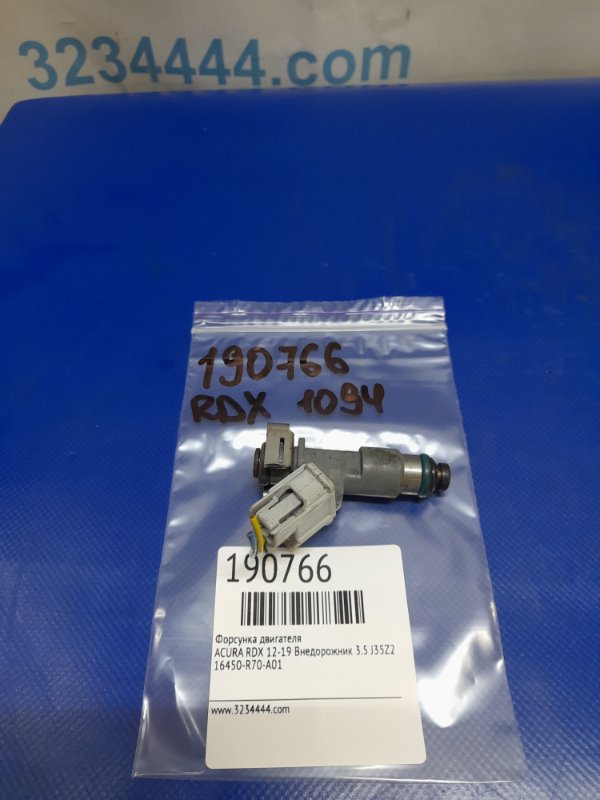 3234444.com
190766
RDX 1094
190766
Форсунка двигателя
ACURA RDX 12-19 Внедорожник 3.5 J35Z2
16450-R70-A01
www.3234444.com